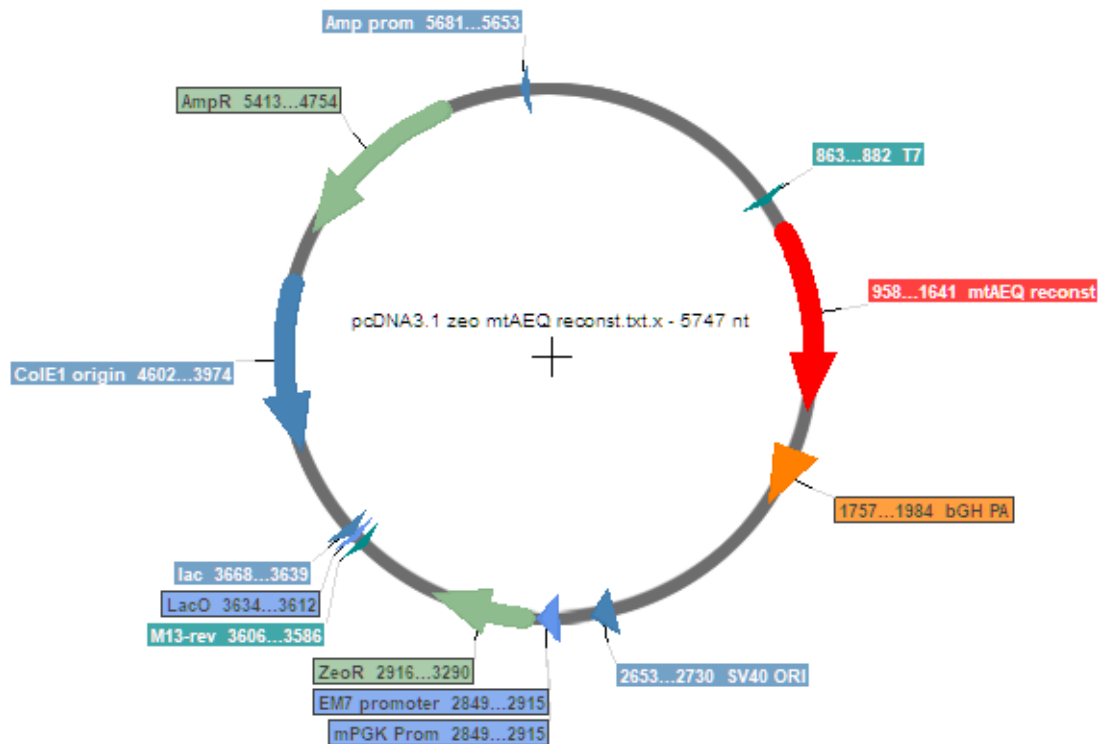 Amp prom 5681...5653
AmpR 5413...4754
863...882 T7
958...1641 mtAEQ reconst
pcDNA3.1 zeo mtAEQ reconst.txt.x - 5747 nt
ColE1 origin 4602...3974
1757...1984 bGH PA
lac 3668...3639
LacO 3634...3612
M13-rev 3606...3586
ZeoR 2916...3290
2653...2730 SV40 ORI
EM7 promoter 2849...2915
mPGK Prom 2849...2915